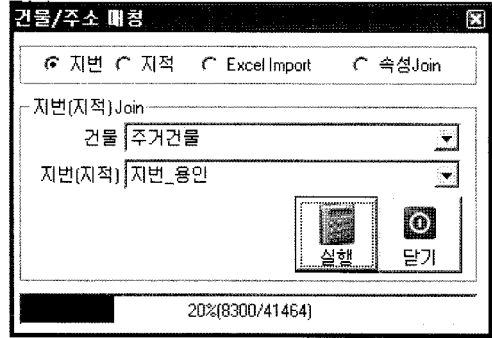 건물/주소 매칭
지번 지적 Excel Import 속성Join
지번(지적)Join
건물 주거건물
지번(지적) 지번_용인
실행 닫기
20%(8300/41464)